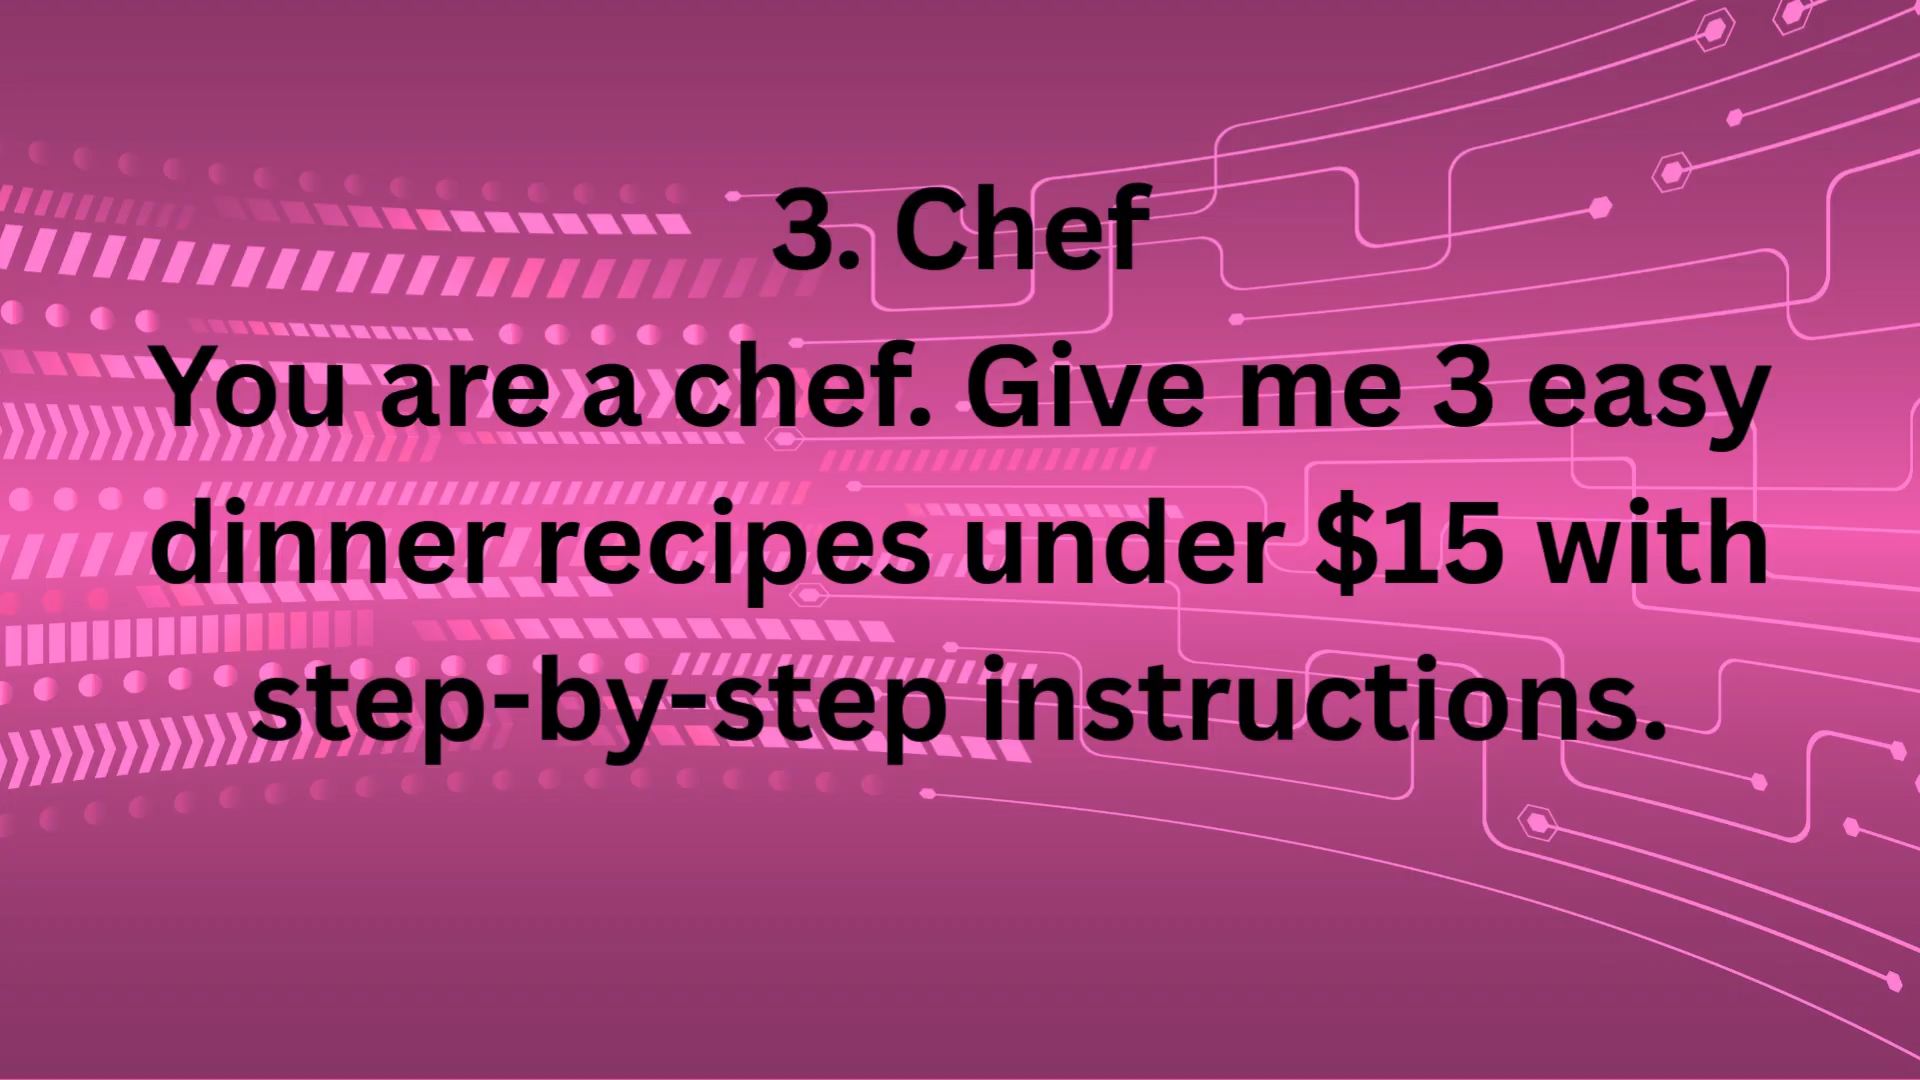 3. Chef
You are a chef. Give me 3 easy
dinner recipes under $15 with
step-by-step instructions.